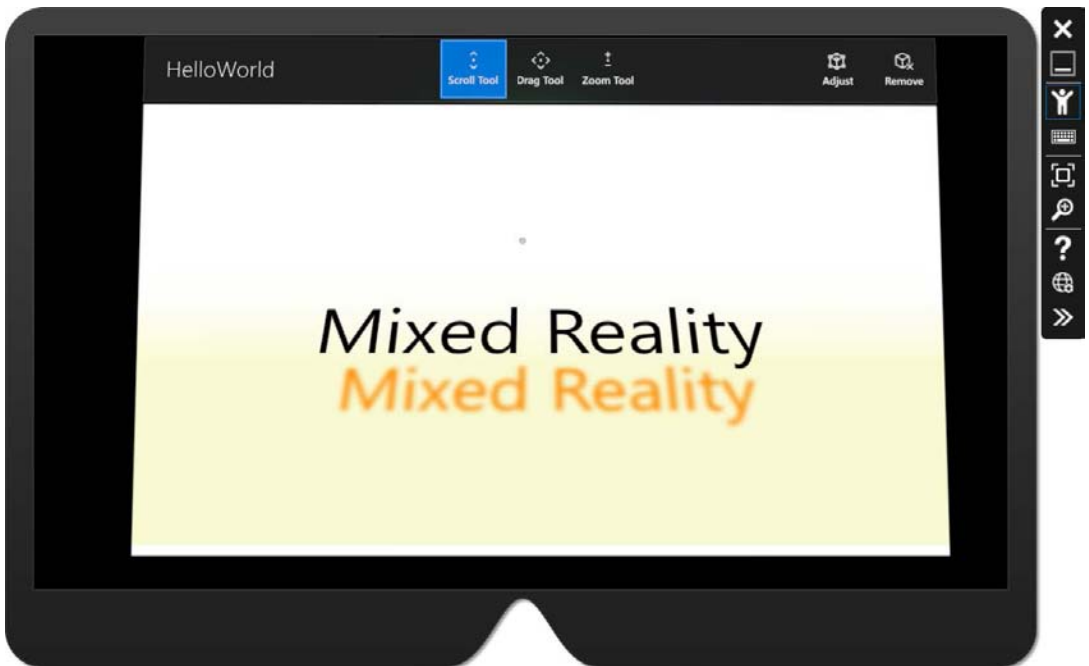 HelloWorld
Scroll Tool
Drag Tool
Zoom Tool
Adjust
Remove
Mixed Reality
Mixed Reality